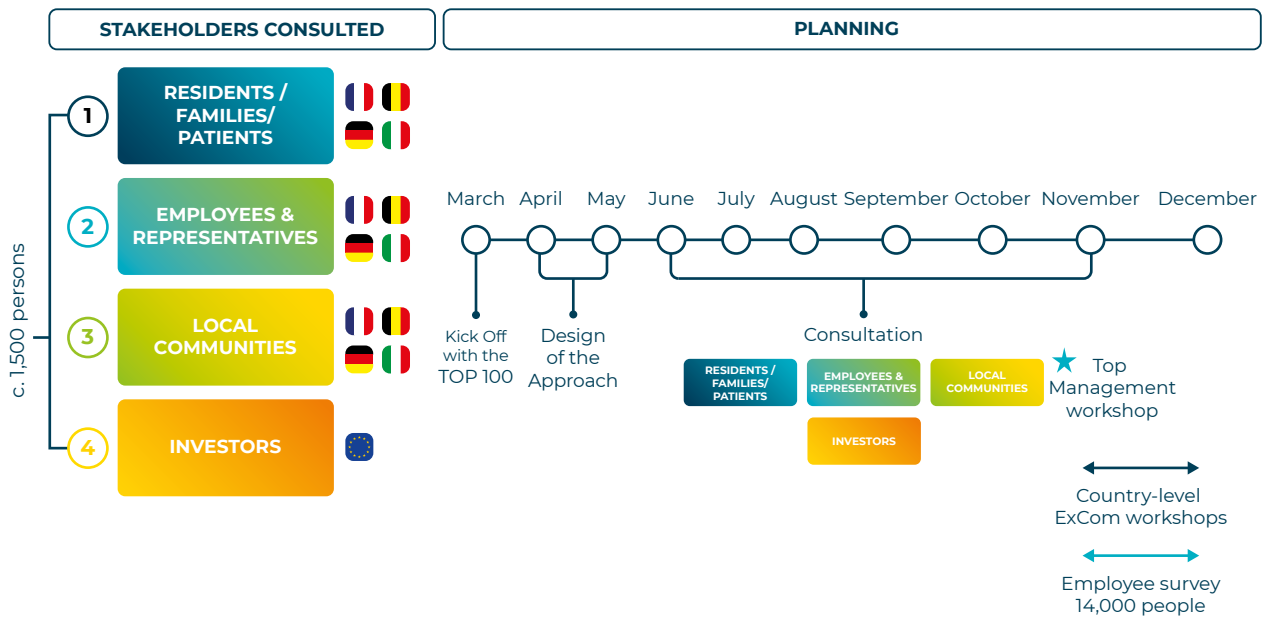 STAKEHOLDERS CONSULTED
PLANNING
c. 1,500 persons
1
RESIDENTS /
FAMILIES/
PATIENTS
2
EMPLOYEES &
REPRESENTATIVES
3
LOCAL
COMMUNITIES
4
INVESTORS
March April May June July August September October November December
Kick Off
with the
TOP 100
Design
of the
Approach
Consultation
RESIDENTS /
FAMILIES/
PATIENTS
EMPLOYEES &
REPRESENTATIVES
LOCAL
COMMUNITIES
INVESTORS
Top
Management
workshop
Country-level
ExCom workshops
Employee survey
14,000 people